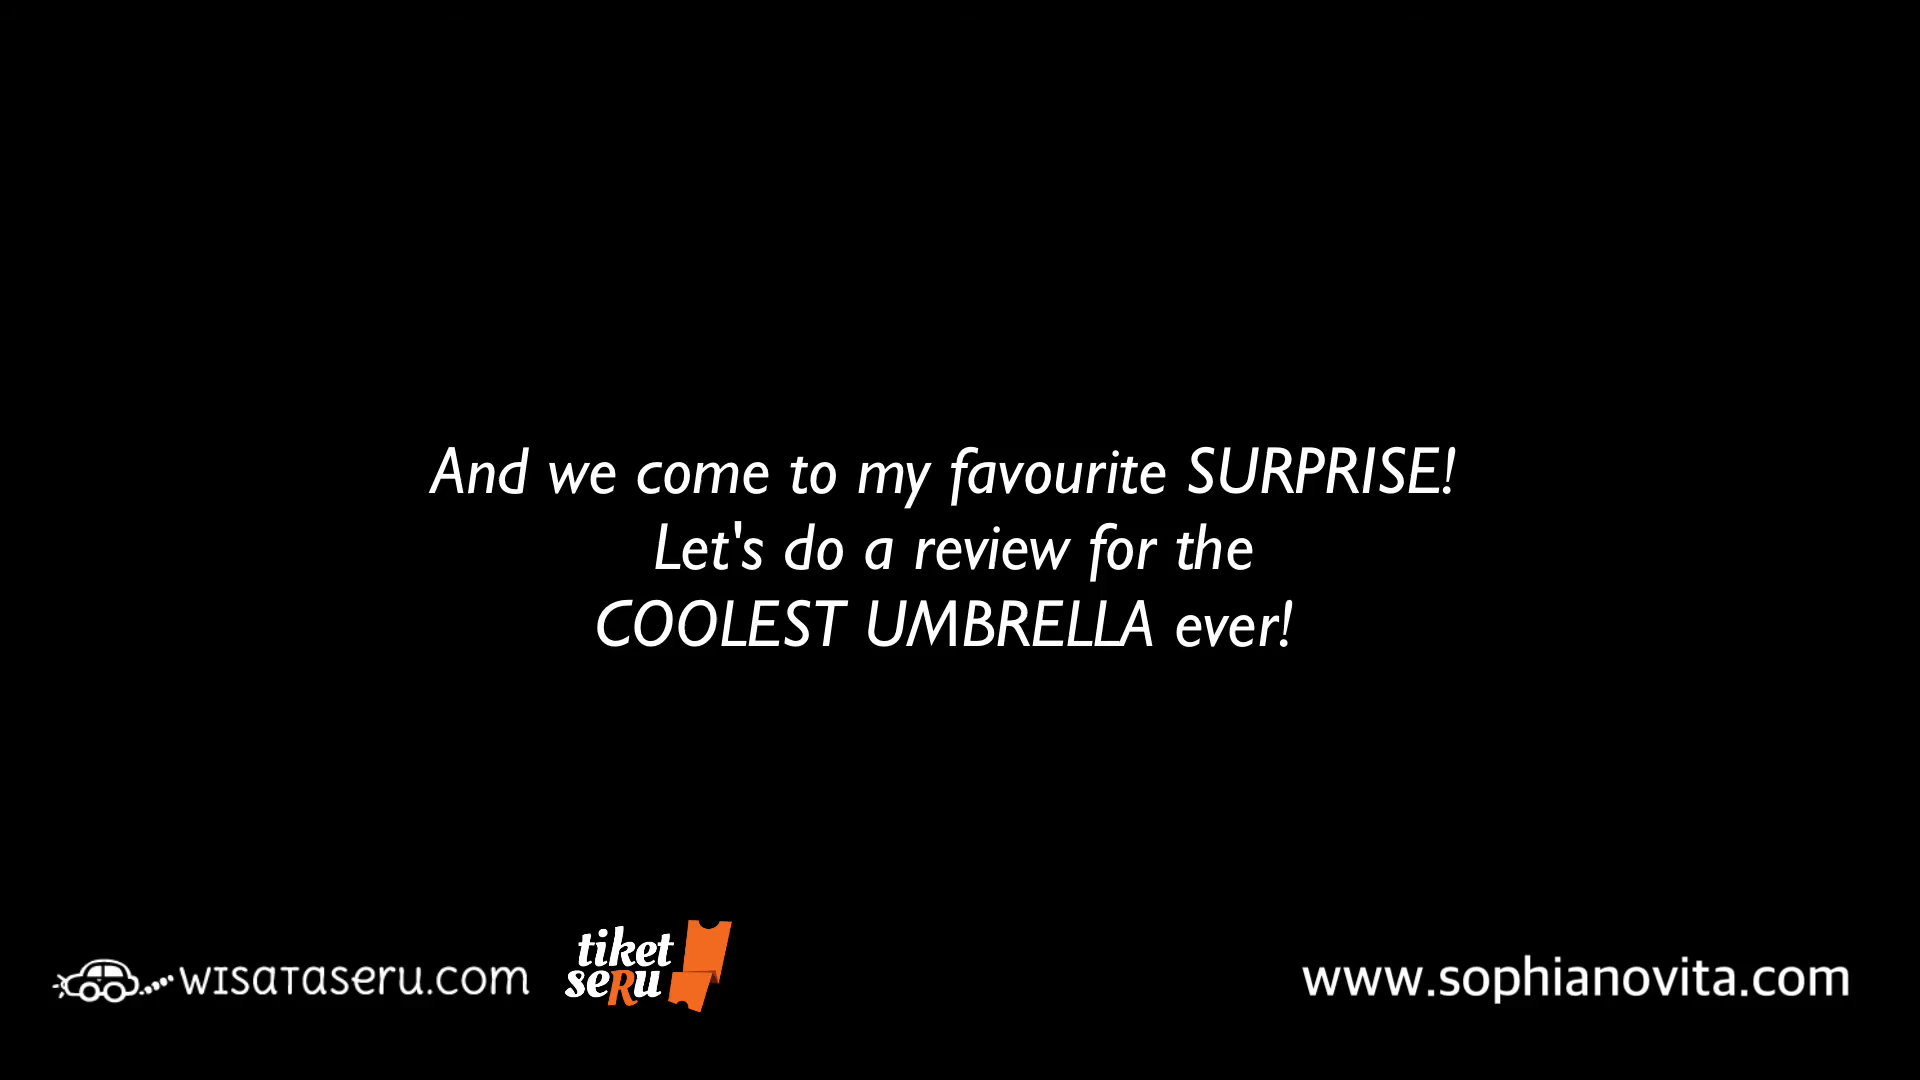 And we come to my favourite SURPRISE!
Let's do a review for the
COOLEST UMBRELLA ever!
wisataseru.com
tiket
seRu
www.sophianovita.com